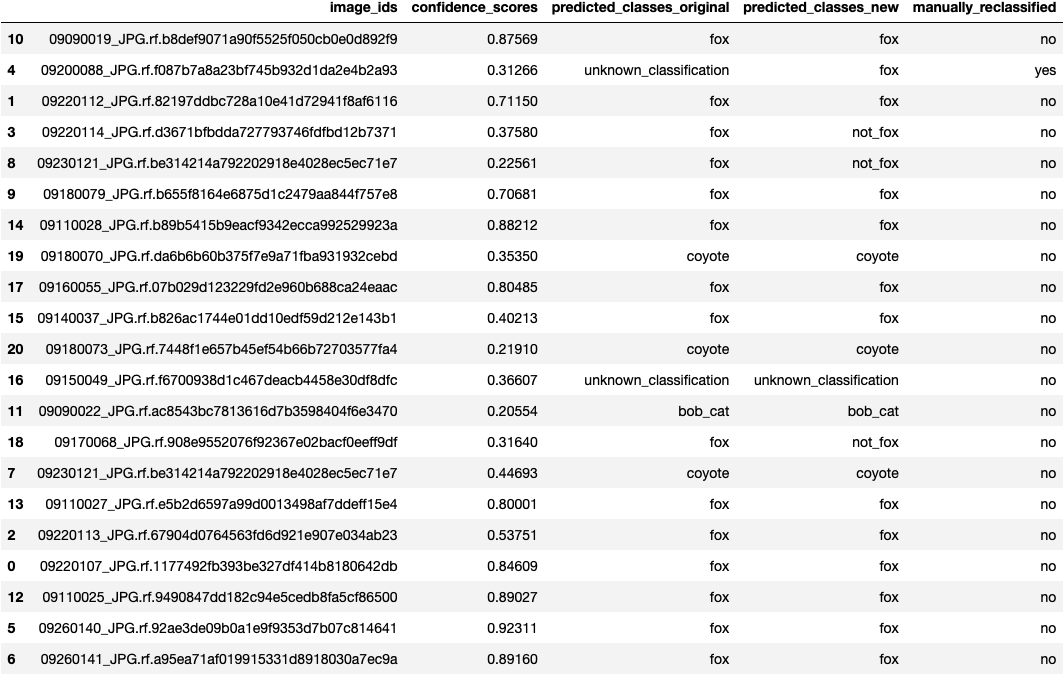 image_ids confidence_scores predicted_classes_original predicted_classes_new manually_reclassified
10 09090019_JPG.rf.b8def9071a90f5525f050cb0e0d892f9 0.87569 fox fox no
4 09200088_JPG.rf.f087b7a8a23bf745b932d1da2e4b2a93 0.31266 unknown_classification fox yes
1 09220112_JPG.rf.82197ddbc728a10e41d72941f8af6116 0.71150 fox fox no
3 09220114_JPG.rf.d3671bfbdda727793746fdfbd12b7371 0.37580 fox not_fox no
8 09230121_JPG.rf.be314214a792202918e4028ec5ec71e7 0.22561 fox not_fox no
9 09180079_JPG.rf.b655f8164e6875d1c2479aa844f757e8 0.70681 fox fox no
14 09110028_JPG.rf.b89b5415b9eacf9342ecca992529923a 0.88212 fox fox no
19 09180070_JPG.rf.da6b6b60b375f7e9a71fba931932cebd 0.35350 coyote coyote no
17 09160055_JPG.rf.07b029d123229fd2e960b688ca24eaac 0.80485 fox fox no
15 09140037_JPG.rf.b826ac1744e01dd10edf59d212e143b1 0.40213 fox fox no
20 09180073_JPG.rf.7448f1e657b45ef54b66b72703577fa4 0.21910 coyote coyote no
16 09150049_JPG.rf.f6700938d1c467deacb4458e30df8dfc 0.36607 unknown_classification unknown_classification no
11 09090022_JPG.rf.ac8543bc7813616d7b3598404f6e3470 0.20554 bob_cat bob_cat no
18 09170068_JPG.rf.908e9552076f92367e02bacf0eeff9df 0.31640 fox not_fox no
7 09230121_JPG.rf.be314214a792202918e4028ec5ec71e7 0.44693 coyote coyote no
13 09110027_JPG.rf.e5b2d6597a99d0013498af7ddeff15e4 0.80001 fox fox no
2 09220113_JPG.rf.67904d0764563fd6d921e907e034ab23 0.53751 fox fox no
0 09220107_JPG.rf.1177492fb393be327df414b8180642db 0.84609 fox fox no
12 09110025_JPG.rf.9490847dd182c94e5cedb8fa5cf86500 0.89027 fox fox no
5 09260140_JPG.rf.92ae3de09b0a1e9f9353d7b07c814641 0.92311 fox fox no
6 09260141_JPG.rf.a95ea71af019915331d8918030a7ec9a 0.89160 fox fox no